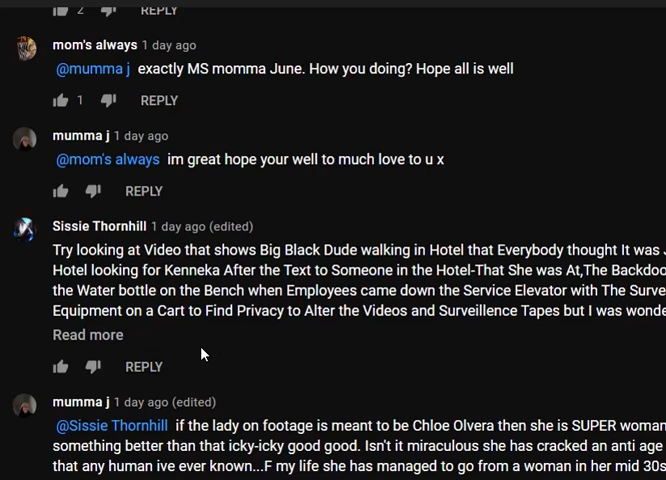 2 REPLY
mom's always 1 day ago
@mumma j exactly MS momma June. How you doing? Hope all is well
1 REPLY
mumma j 1 day ago
@mom's always im great hope your well to much love to u x
REPLY
Sissie Thornhill 1 day ago (edited)
Try looking at Video that shows Big Black Dude walking in Hotel that Everybody thought It was
Hotel looking for Kenneka After the Text to Someone in the Hotel-That She was At,The Backdoo
the Water bottle on the Bench when Employees came down the Service Elevator with The Surve
Equipment on a Cart to Find Privacy to Alter the Videos and Surveillence Tapes but I was wonde
Read more
REPLY
mumma j 1 day ago (edited)
@Sissie Thornhill if the lady on footage is meant to be Chloe Olvera then she is SUPER woman
something better than that icky-icky good good. Isn't it miraculous she has cracked an anti age
that any human ive ever known...F my life she has managed to go from a woman in her mid 30s